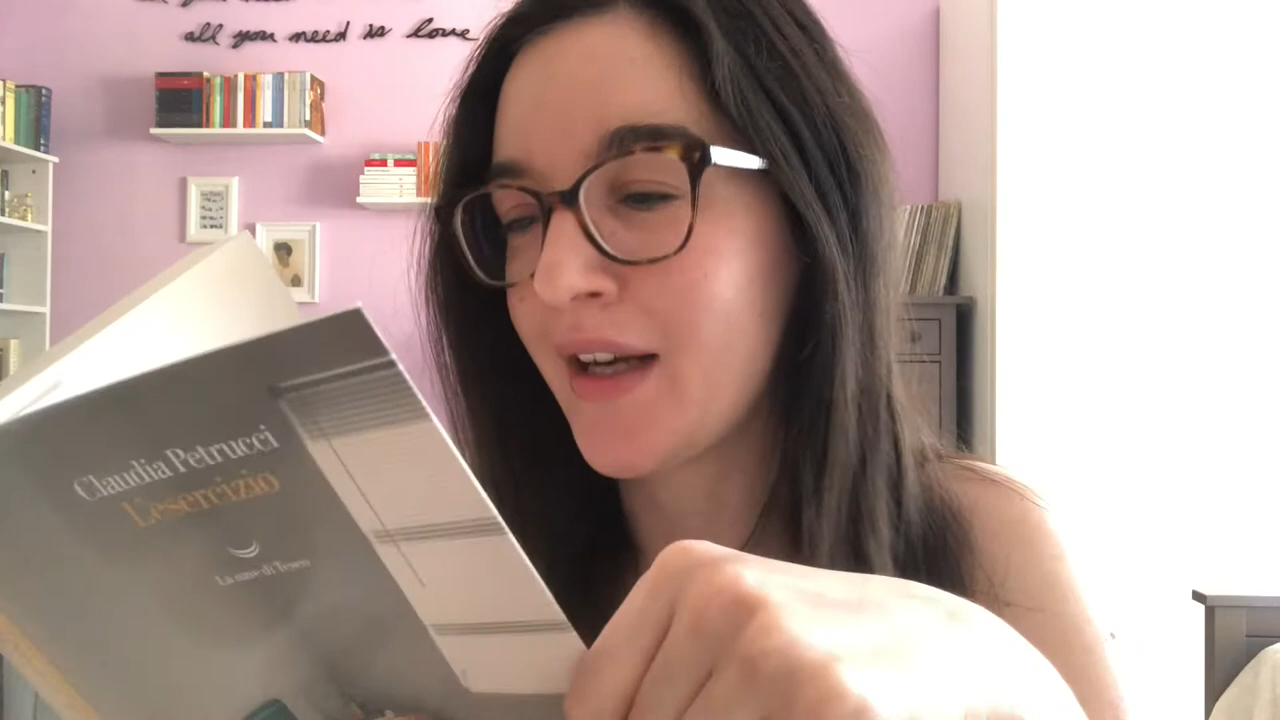 all you need is love
Claudia Petrucci
L'esercizio
La nave di Teseo